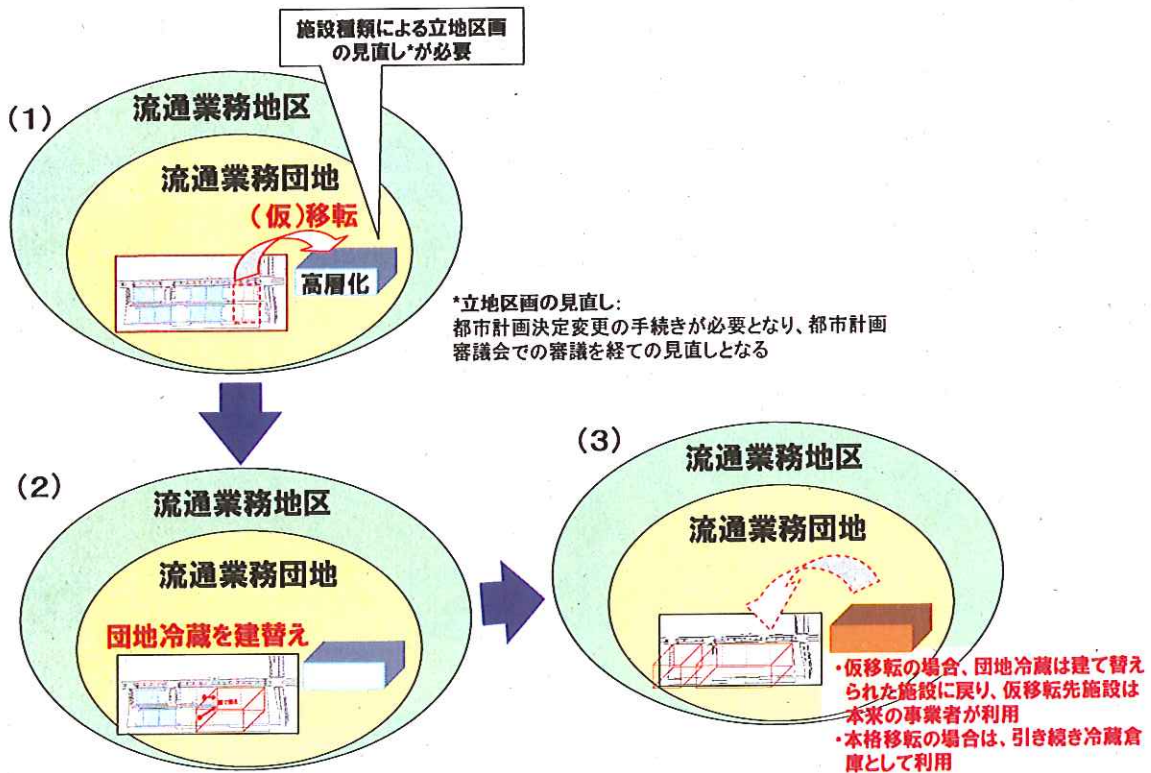 施設種類による立地区画
の見直し*が必要
(1)
流通業務地区
流通業務団地
(仮)移転
高層化
*立地区画の見直し:
都市計画決定変更の手続きが必要となり、都市計画
審議会での審議を経ての見直しとなる
(2)
流通業務地区
流通業務団地
団地冷蔵を建替え
(3)
流通業務地区
流通業務団地
・仮移転の場合、団地冷蔵は建て替え
られた施設に戻り、仮移転先施設は
本来の事業者が利用
・本格移転の場合は、引き続き冷蔵倉
庫として利用